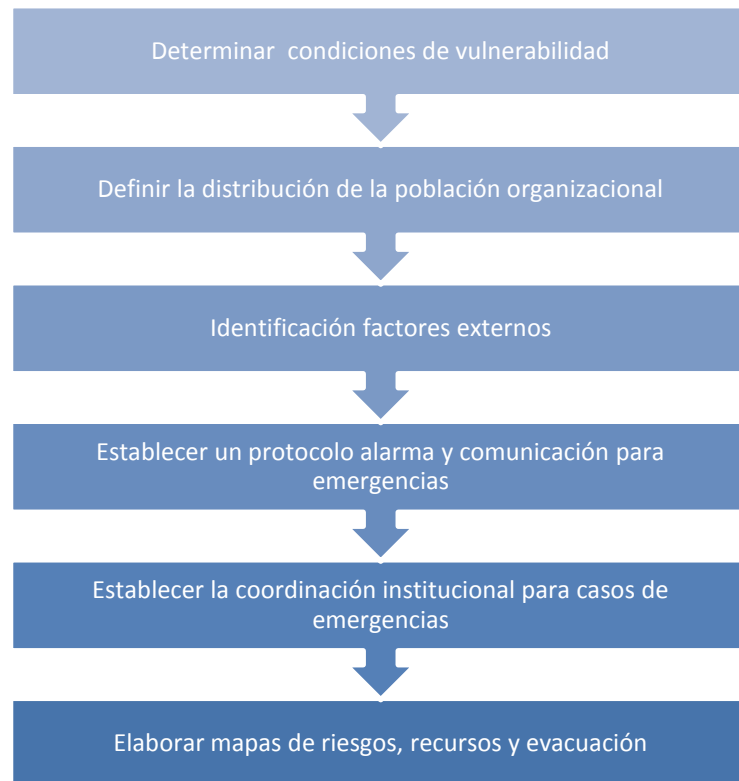 Determinar  condiciones de vulnerabilidad
Definir la distribución de la población organizacional
Identificación factores externos
Establecer un protocolo alarma y comunicación para
emergencias
Establecer la coordinación institucional para casos de
emergencias
Elaborar mapas de riesgos, recursos y evacuación